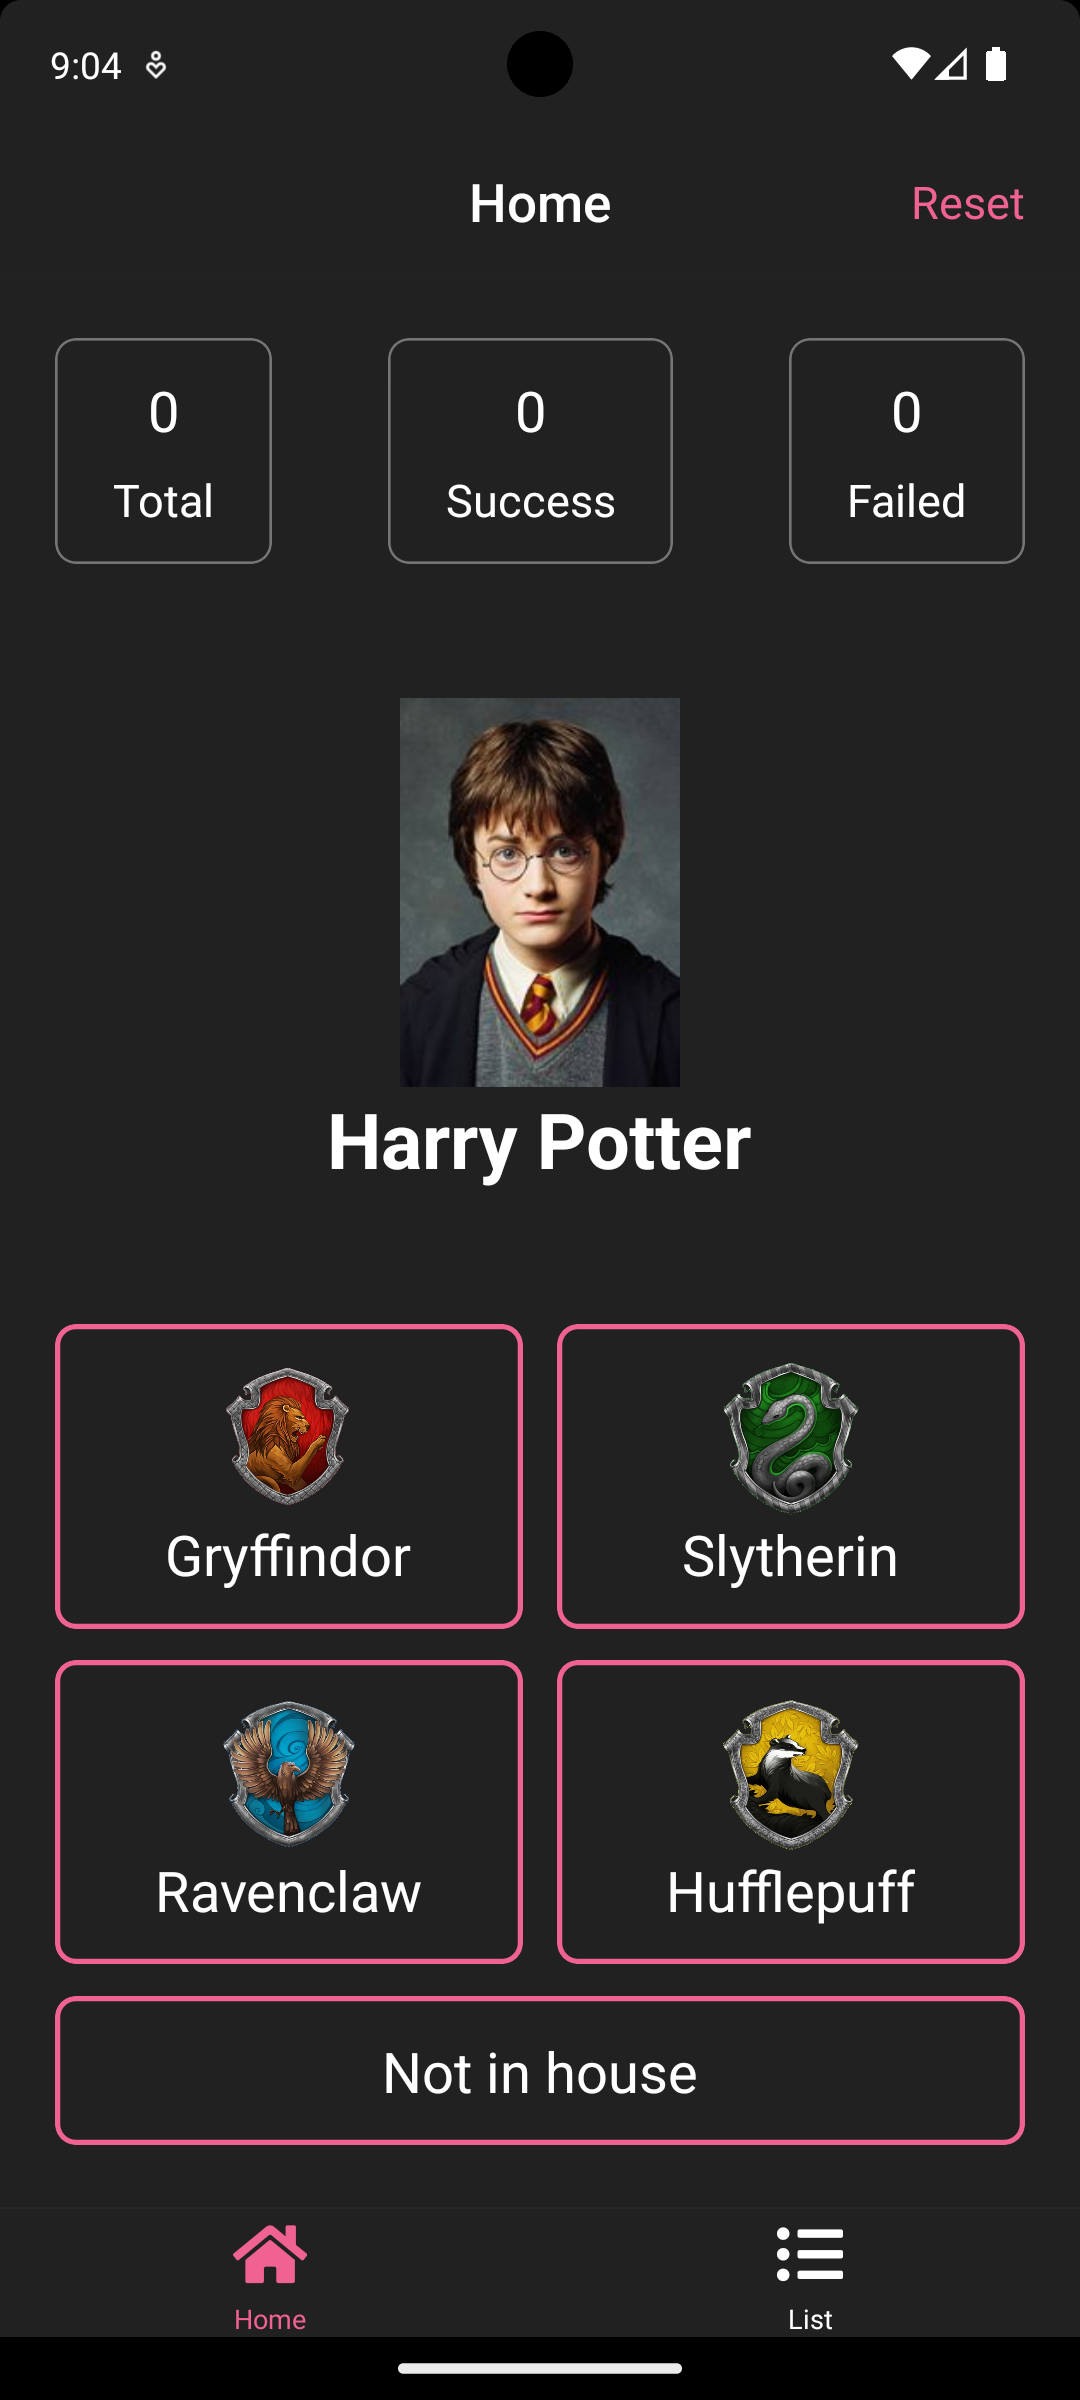 9:04
Home
Reset
0
Total
0
Success
0
Failed
Harry Potter
Gryffindor
Slytherin
Ravenclaw
Hufflepuff
Not in house
Home
List